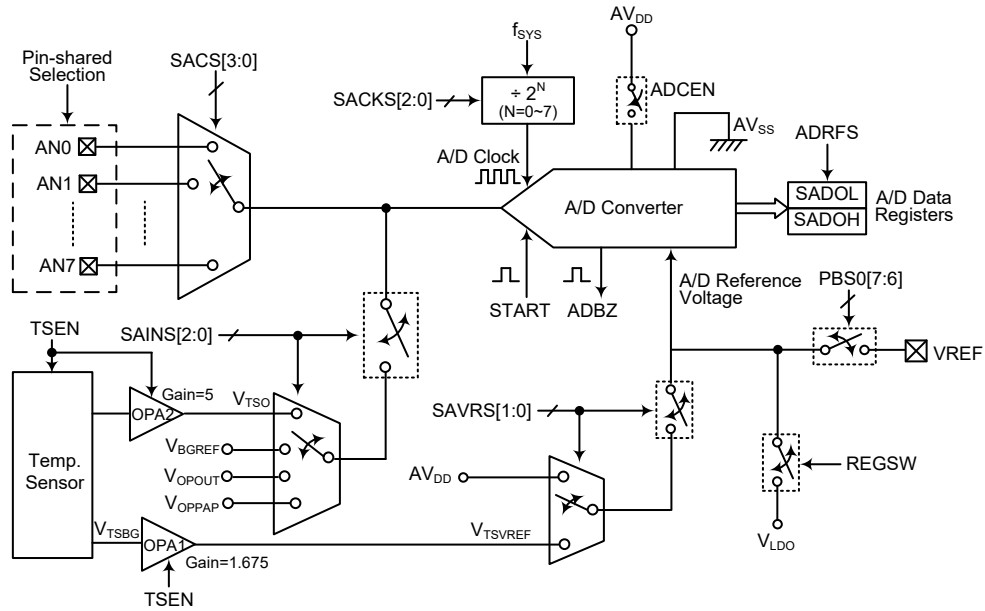 Pin-shared
Selection
SACS[3:0]
fSYS
AVDD
SACKS[2:0]
÷ 2N
(N=0~7)
ADCEN
AVSS
ADRFS
AN0
AN1
AN7
A/D Clock
A/D Converter
SADOL
SADOH
A/D Data
Registers
START
ADBZ
A/D Reference
Voltage
PBS0[7:6]
VREF
TSEN
SAINS[2:0]
Gain=5
OPA2
VTSO
VBGREF
VOPOUT
VOPPAP
SAVRS[1:0]
AVDD
REGSW
Temp.
Sensor
VTSBG
OPA1
Gain=1.675
VTSVREF
VLDO
TSEN